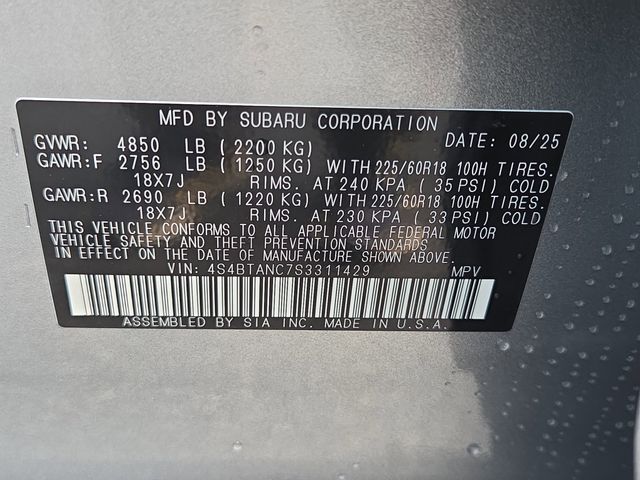 MFD BY SUBARU CORPORATION DATE: 08/25
GVWR: 4850 LB ( 2200 KG)
GAWR:F 2756 LB ( 1250 KG) WITH 225/60R18 100H TIRES.
18X7J RIMS. AT 240 KPA ( 35 PSI) COLD
GAWR:R 2690 LB ( 1220 KG) WITH 225/60R18 100H TIRES.
18X7J RIMS. AT 230 KPA ( 33 PSI) COLD
THIS VEHICLE CONFORMS TO ALL APPLICABLE FEDERAL MOTOR
VEHICLE SAFETY AND THEFT PREVENTION STANDARDS
IN EFFECT ON THE DATE OF MANUFACTURE SHOWN ABOVE.
VIN: 4S4BTANC7S3311429 MPV
ASSEMBLED BY SIA INC. MADE IN U.S.A.